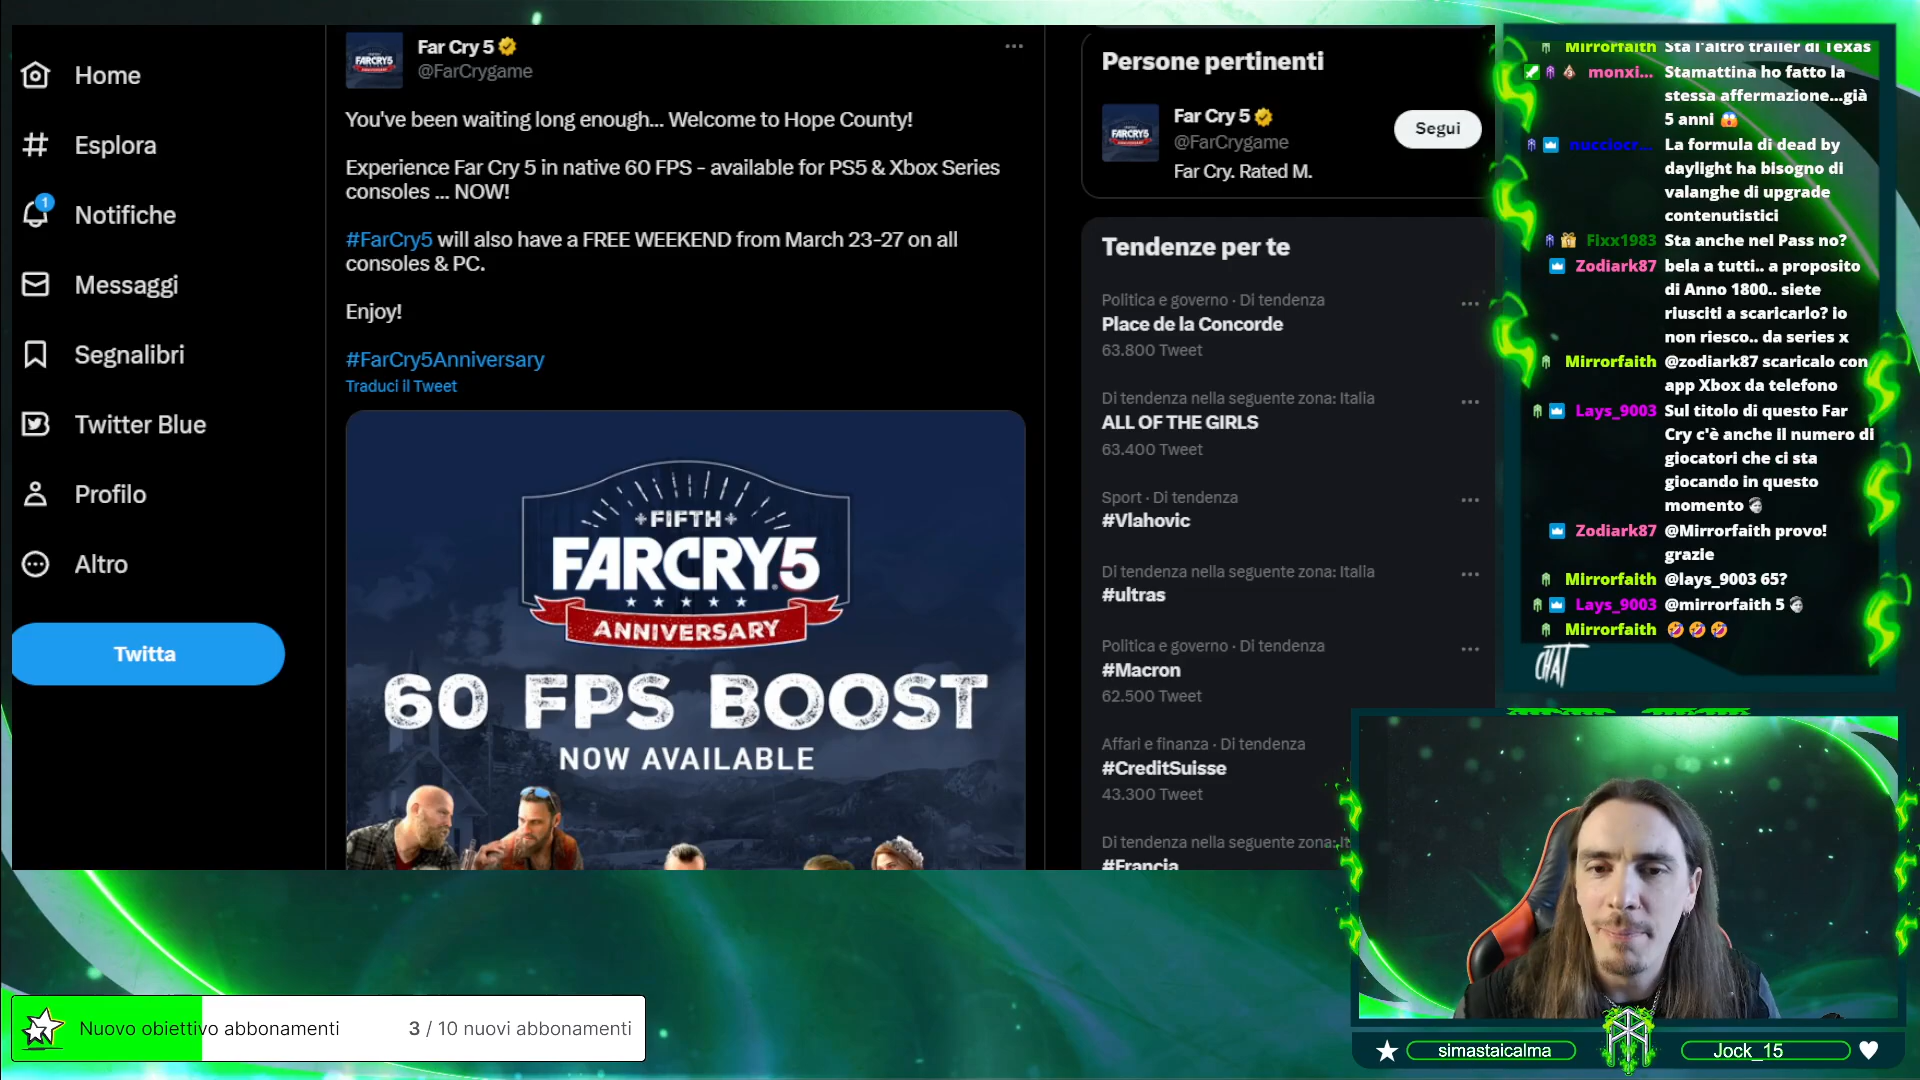 Home
Esplora
1
Notifiche
Messaggi
Segnalibri
Twitter Blue
Profilo
Altro
Twitta
Far Cry 5
@FarCrygame
You've been waiting long enough... Welcome to Hope County!
Experience Far Cry 5 in native 60 FPS - available for PS5 & Xbox Series
consoles ... NOW!
#FarCry5 will also have a FREE WEEKEND from March 23-27 on all
consoles & PC.
Enjoy!
#FarCry5Anniversary
Traduci il Tweet
FIFTH
FARCRY5
ANNIVERSARY
60 FPS BOOST
NOW AVAILABLE
Persone pertinenti
Far Cry 5
@FarCrygame
Far Cry. Rated M.
Segui
Tendenze per te
Politica e governo · Di tendenza
Place de la Concorde
63.800 Tweet
Di tendenza nella seguente zona: Italia
ALL OF THE GIRLS
63.400 Tweet
Sport · Di tendenza
#Vlahovic
Di tendenza nella seguente zona: Italia
#ultras
Politica e governo · Di tendenza
#Macron
62.500 Tweet
Affari e finanza · Di tendenza
#CreditSuisse
43.300 Tweet
Di tendenza nella seguente zona: It
#Francia
Mirrorfaith Sta l'altro trailer di Texas
monxi... Stamattina ho fatto la
stessa affermazione...già
5 anni 😱
nucciocr... La formula di dead by
daylight ha bisogno di
valanghe di upgrade
contenutistici
Fixx1983 Sta anche nel Pass no?
Zodiark87 bela a tutti.. a proposito
di Anno 1800.. siete
riusciti a scaricarlo? io
non riesco.. da series x
Mirrorfaith @zodiark87 scaricalo con
app Xbox da telefono
Lays_9003 Sul titolo di questo Far
Cry c'è anche il numero di
giocatori che ci sta
giocando in questo
momento
Zodiark87 @Mirrorfaith provo!
grazie
Mirrorfaith @lays_9003 65?
Lays_9003 @mirrorfaith 5
Mirrorfaith 🤣🤣🤣
CHAT
Nuovo obiettivo abbonamenti 3 / 10 nuovi abbonamenti
simastaicalma
Jock_15